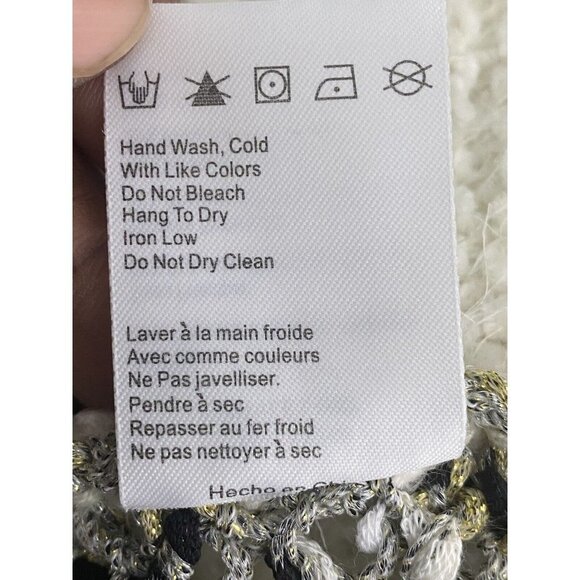 Hand Wash, Cold
With Like Colors
Do Not Bleach
Hang To Dry
Iron Low
Do Not Dry Clean
Laver à la main froide
Avec comme couleurs
Ne Pas javelliser.
Pendre à sec
Repasser au fer froid
Ne pas nettoyer à sec
Hecho en